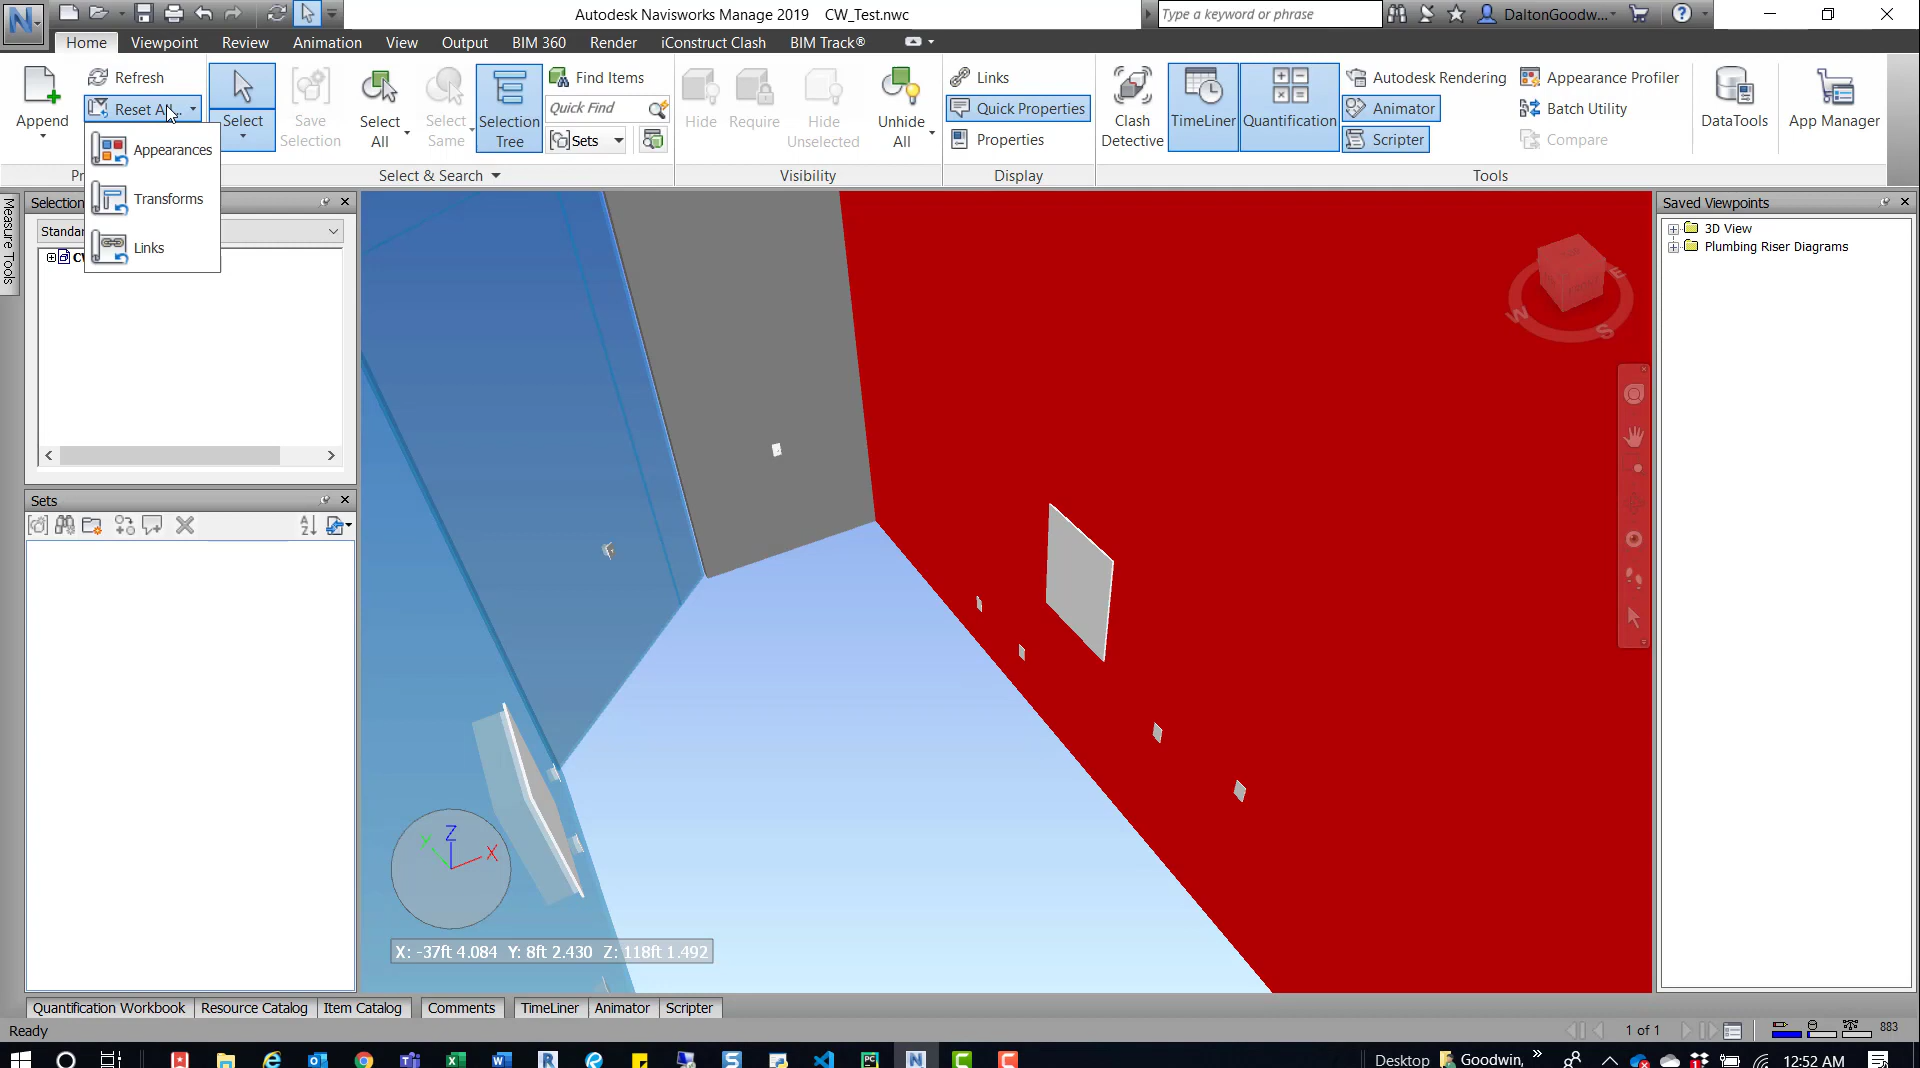 Autodesk Navisworks Manage 2019 CW_Test.nwc
Type a keyword or phrase
DaltonGoodw...
Home Viewpoint Review Animation View Output BIM 360 Render iConstruct Clash BIM Track®
Append
Refresh
Reset All...
Select
Save Selection
Select All
Select Same
Selection Tree
Find Items
Quick Find
Sets
Hide
Require
Hide Unselected
Unhide All
Links
Quick Properties
Properties
Clash Detective
TimeLiner
Quantification
Autodesk Rendering
Animator
Scripter
Appearance Profiler
Batch Utility
Compare
DataTools
App Manager
Select & Search
Visibility
Display
Tools
Appearances
Transforms
Links
Measure Tools
Selection
Standar
Sets
Saved Viewpoints
3D View
Plumbing Riser Diagrams
W
S
E
Z
Y
X
X: -37ft 4.084 Y: 8ft 2.430 Z: 118ft 1.492
Quantification Workbook Resource Catalog Item Catalog Comments TimeLiner Animator Scripter
Ready
1 of 1
883
Desktop
Goodwin,
12:52 AM